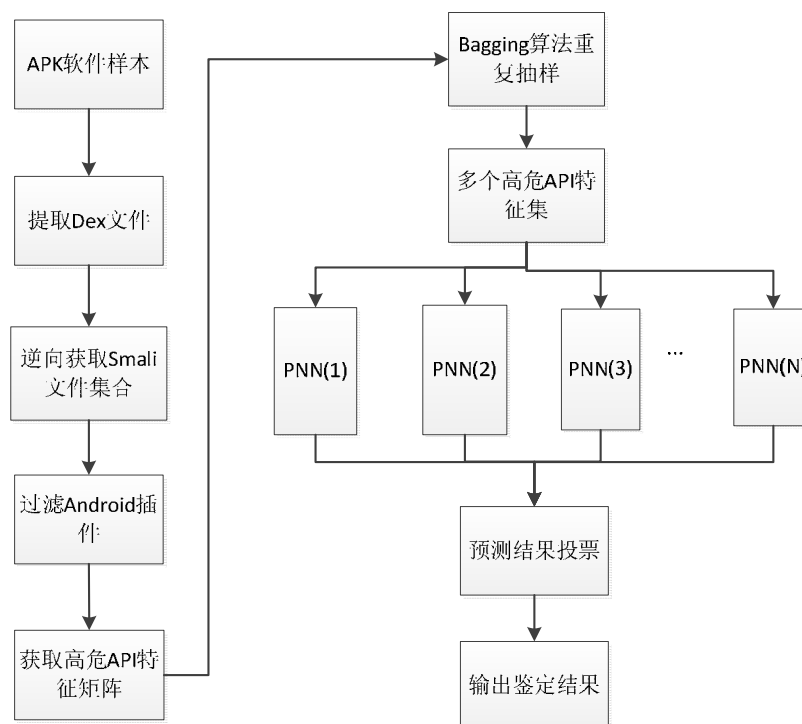 APK软件样本
提取Dex文件
逆向获取Smali
文件集合
过滤Android插
件
获取高危API特
征矩阵
Bagging算法重
复抽样
多个高危API特
征集
PNN(1)
PNN(2)
PNN(3)
...
PNN(N)
预测结果投票
输出鉴定结果